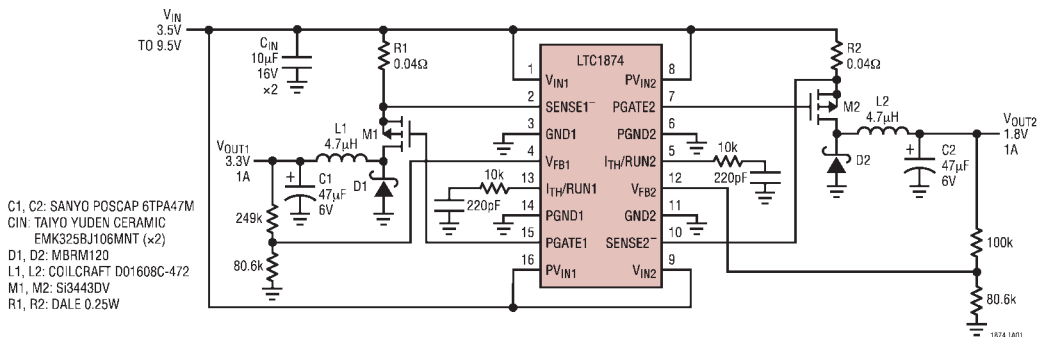 VIN
3.5V
TO 9.5V
CIN
10µF
16V
×2
R1
0.04Ω
LTC1874
R2
0.04Ω
1
VIN1
PVIN2
8
2
SENSE1–
PGATE2
7
3
GND1
PGND2
6
4
VFB1
ITH/RUN2
5
13
ITH/RUN1
VFB2
12
14
PGND1
GND2
11
15
PGATE1
SENSE2–
10
16
PVIN1
VIN2
9
M1
L1
4.7µH
VOUT1
3.3V
1A
+
C1
47µF
6V
D1
249k
80.6k
10k
220pF
10k
220pF
M2
L2
4.7µH
VOUT2
1.8V
1A
D2
+
C2
47µF
6V
100k
80.6k
C1, C2: SANYO POSCAP 6TPA47M
CIN: TAIYO YUDEN CERAMIC
EMK325BJ106MNT (×2)
D1, D2: MBRM120
L1, L2: COILCRAFT D01608C-472
M1, M2: Si3443DV
R1, R2: DALE 0.25W
1874 TA01